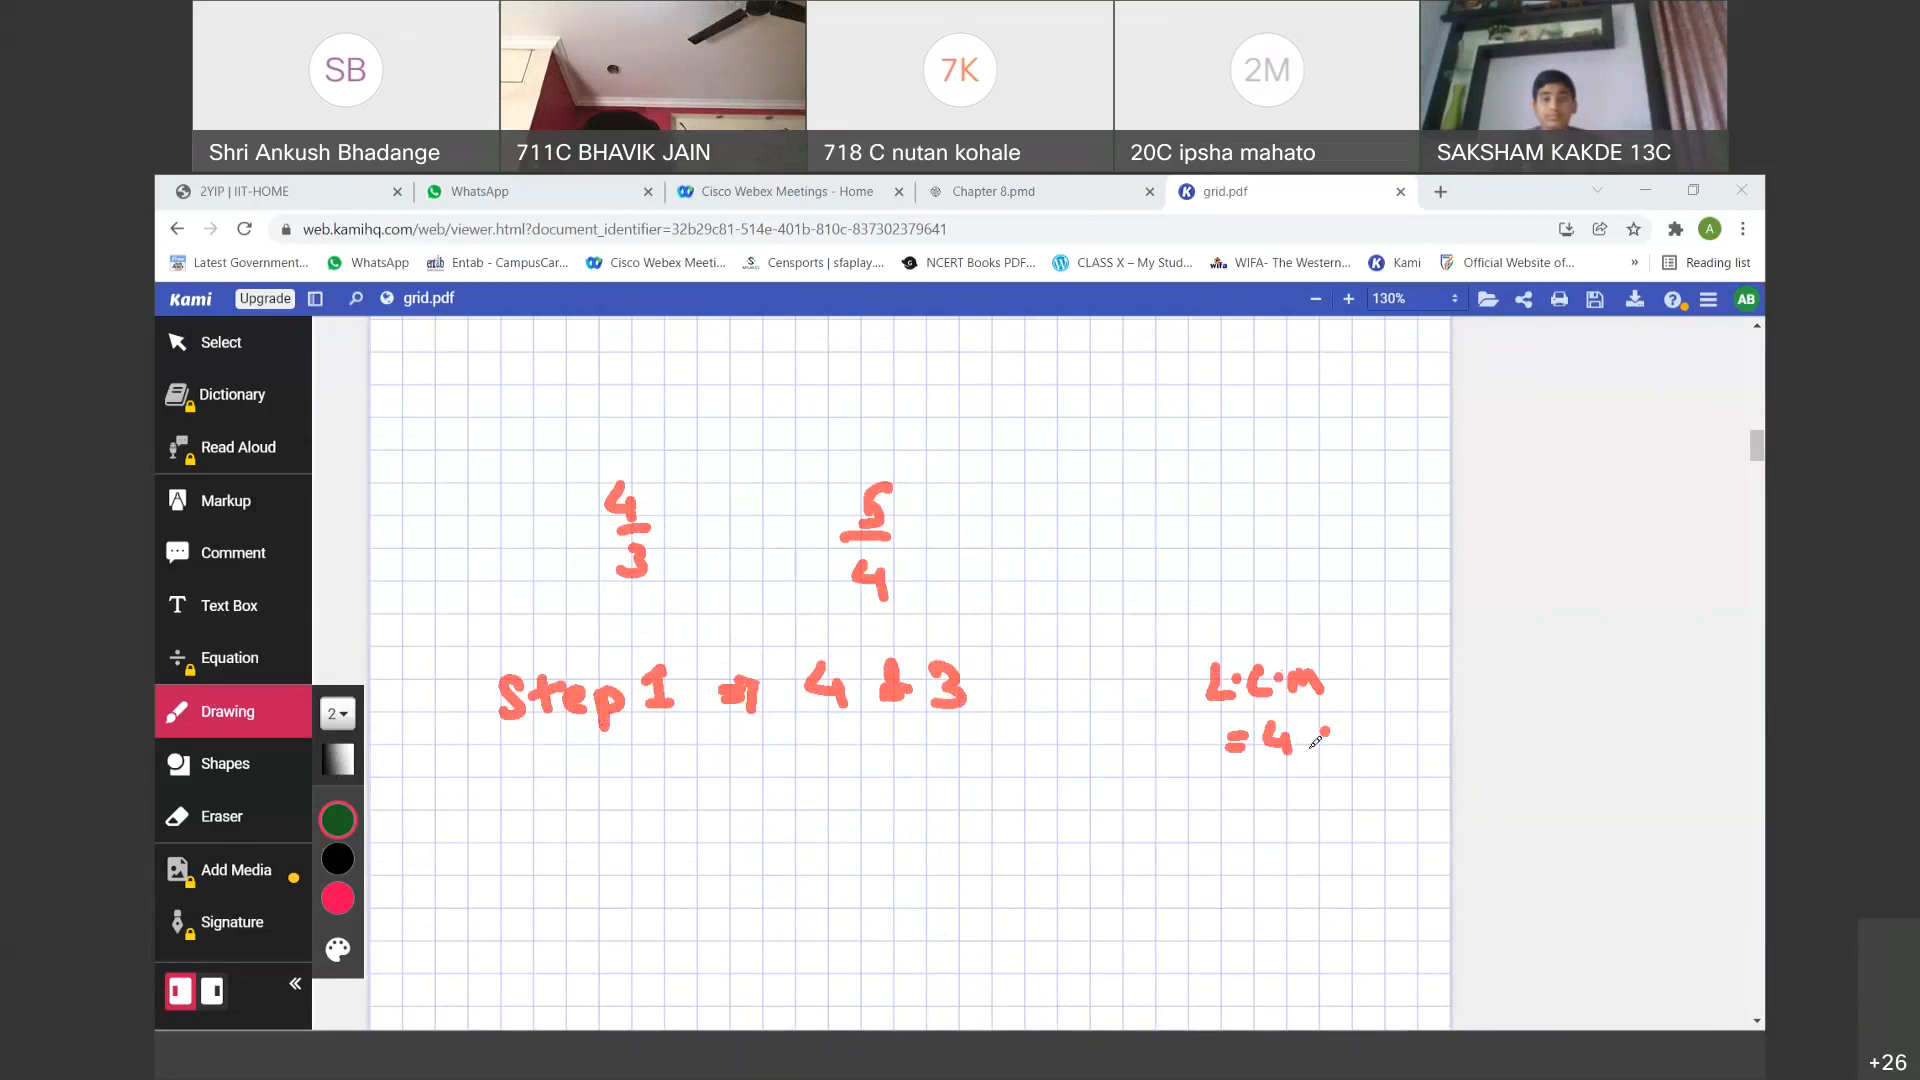 SB
7K
2M
Shri Ankush Bhadange
711C BHAVIK JAIN
718 C nutan kohale
20C ipsha mahato
SAKSHAM KAKDE 13C
2YIP | IIT-HOME
WhatsApp
Cisco Webex Meetings - Home
Chapter 8.pmd
grid.pdf
web.kamihq.com/web/viewer.html?document_identifier=32b29c81-514e-401b-810c-837302379641
A
Latest Government...
WhatsApp
Entab - CampusCar...
Cisco Webex Meeti...
Censports | sfaplay....
NCERT Books PDF...
CLASS X – My Stud...
WIFA- The Western...
Kami
Official Website of...
»
Reading list
Kami
Upgrade
grid.pdf
130%
AB
Select
Dictionary
Read Aloud
Markup
Comment
Text Box
Equation
Drawing
2
Shapes
Eraser
Add Media
Signature
4
3
5
4
Step 1 ⇒ 4 & 3
L.C.M
= 4
+26